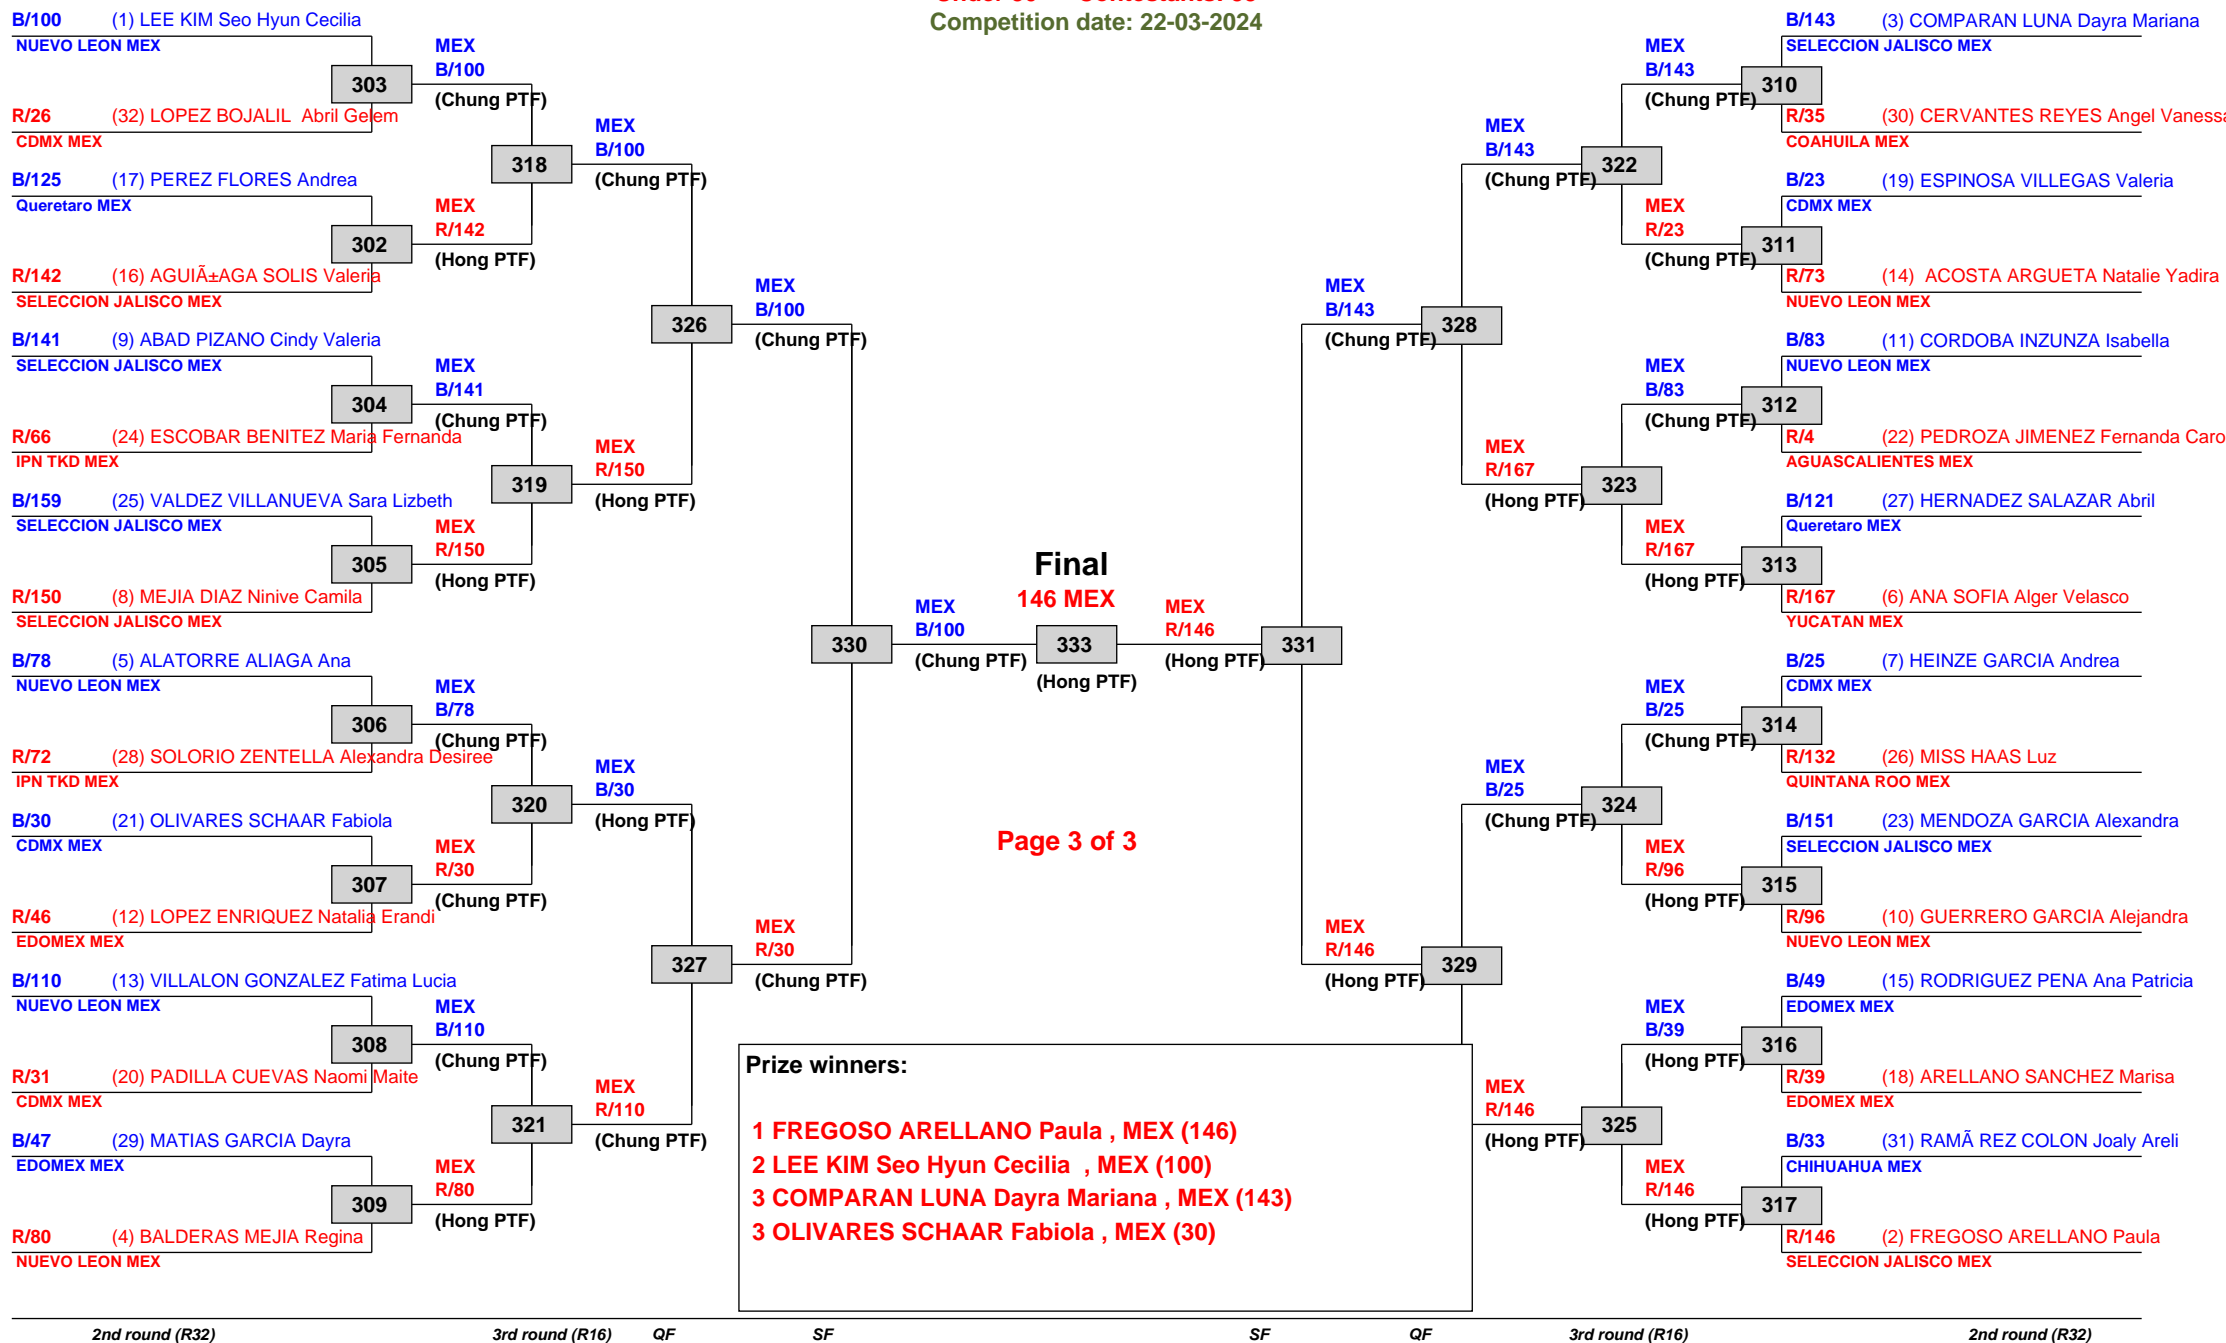 Competition date: 22-03-2024
B/100 (1) LEE KIM Seo Hyun Cecilia
NUEVO LEON MEX
303
MEX
B/100
(Chung PTF)
R/26 (32) LOPEZ BOJALIL Abril Gelem
CDMX MEX
318
MEX
B/100
(Chung PTF)
B/125 (17) PEREZ FLORES Andrea
Queretaro MEX
302
MEX
R/142
(Hong PTF)
R/142 (16) AGUIÃ±AGA SOLIS Valeria
SELECCION JALISCO MEX
326
MEX
B/100
(Chung PTF)
B/141 (9) ABAD PIZANO Cindy Valeria
SELECCION JALISCO MEX
304
MEX
B/141
(Chung PTF)
R/66 (24) ESCOBAR BENITEZ Maria Fernanda
IPN TKD MEX
319
MEX
R/150
(Hong PTF)
B/159 (25) VALDEZ VILLANUEVA Sara Lizbeth
SELECCION JALISCO MEX
305
MEX
R/150
(Hong PTF)
R/150 (8) MEJIA DIAZ Ninive Camila
SELECCION JALISCO MEX
330
MEX
B/100
(Chung PTF)
B/78 (5) ALATORRE ALIAGA Ana
NUEVO LEON MEX
306
MEX
B/78
(Chung PTF)
R/72 (28) SOLORIO ZENTELLA Alexandra Desiree
IPN TKD MEX
320
MEX
B/30
(Hong PTF)
B/30 (21) OLIVARES SCHAAR Fabiola
CDMX MEX
307
MEX
R/30
(Chung PTF)
R/46 (12) LOPEZ ENRIQUEZ Natalia Erandi
EDOMEX MEX
327
MEX
R/30
(Chung PTF)
B/110 (13) VILLALON GONZALEZ Fatima Lucia
NUEVO LEON MEX
308
MEX
B/110
(Chung PTF)
R/31 (20) PADILLA CUEVAS Naomi Maite
CDMX MEX
321
MEX
R/110
(Chung PTF)
B/47 (29) MATIAS GARCIA Dayra
EDOMEX MEX
309
MEX
R/80
(Hong PTF)
R/80 (4) BALDERAS MEJIA Regina
NUEVO LEON MEX
Final
146 MEX
333
(Hong PTF)
Page 3 of 3
B/143 (3) COMPARAN LUNA Dayra Mariana
SELECCION JALISCO MEX
310
MEX
B/143
(Chung PTF)
R/35 (30) CERVANTES REYES Angel Vanessa
COAHUILA MEX
322
MEX
B/143
(Chung PTF)
B/23 (19) ESPINOSA VILLEGAS Valeria
CDMX MEX
311
MEX
R/23
(Chung PTF)
R/73 (14) ACOSTA ARGUETA Natalie Yadira
NUEVO LEON MEX
328
MEX
B/143
(Chung PTF)
B/83 (11) CORDOBA INZUNZA Isabella
NUEVO LEON MEX
312
MEX
B/83
(Chung PTF)
R/4 (22) PEDROZA JIMENEZ Fernanda Caro
AGUASCALIENTES MEX
323
MEX
R/167
(Hong PTF)
B/121 (27) HERNADEZ SALAZAR Abril
Queretaro MEX
313
MEX
R/167
(Hong PTF)
R/167 (6) ANA SOFIA Alger Velasco
YUCATAN MEX
331
MEX
R/146
(Hong PTF)
B/25 (7) HEINZE GARCIA Andrea
CDMX MEX
314
MEX
B/25
(Chung PTF)
R/132 (26) MISS HAAS Luz
QUINTANA ROO MEX
324
MEX
B/25
(Chung PTF)
B/151 (23) MENDOZA GARCIA Alexandra
SELECCION JALISCO MEX
315
MEX
R/96
(Hong PTF)
R/96 (10) GUERRERO GARCIA Alejandra
NUEVO LEON MEX
329
MEX
R/146
(Hong PTF)
B/49 (15) RODRIGUEZ PENA Ana Patricia
EDOMEX MEX
316
MEX
B/39
(Hong PTF)
R/39 (18) ARELLANO SANCHEZ Marisa
EDOMEX MEX
325
MEX
R/146
(Hong PTF)
B/33 (31) RAMÃ REZ COLON Joaly Areli
CHIHUAHUA MEX
317
MEX
R/146
(Hong PTF)
R/146 (2) FREGOSO ARELLANO Paula
SELECCION JALISCO MEX
Prize winners:
1 FREGOSO ARELLANO Paula , MEX (146)
2 LEE KIM Seo Hyun Cecilia , MEX (100)
3 COMPARAN LUNA Dayra Mariana , MEX (143)
3 OLIVARES SCHAAR Fabiola , MEX (30)
2nd round (R32) 3rd round (R16) QF SF SF QF 3rd round (R16) 2nd round (R32)